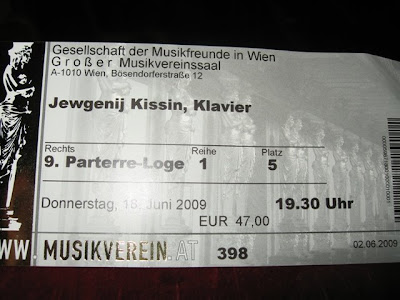 Gesellschaft der Musikfreunde in Wien
Großer Musikvereinssaal
A-1010 Wien, Bösendorferstraße 12
Jewgenij Kissin, Klavier
Rechts Reihe Platz
9. Parterre-Loge 1 5
Donnerstag, 18. Juni 2009 19.30 Uhr
EUR 47,00
WWW.MUSIKVEREIN.AT 398 02.06.2009